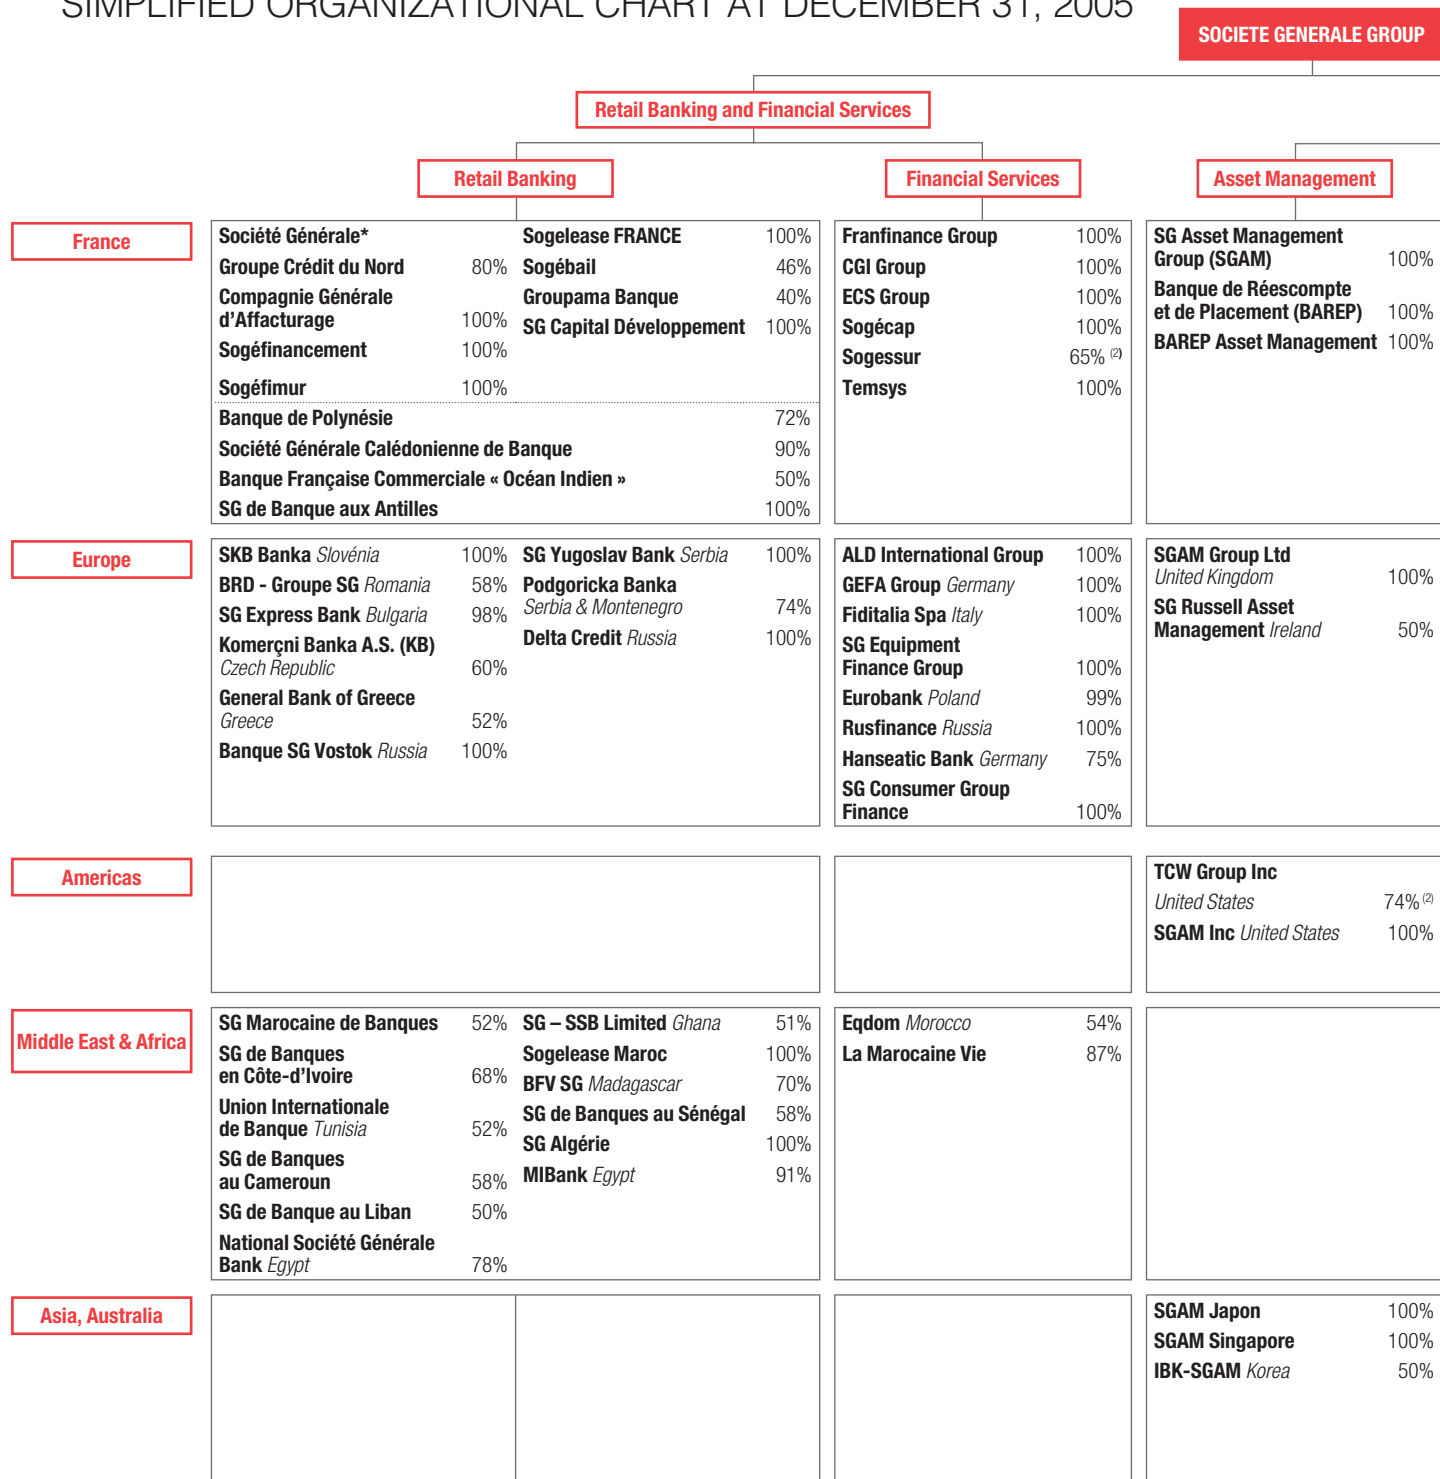 SIMPLIFIED ORGANIZATIONAL CHART AT DECEMBER 31, 2005
SOCIETE GENERALE GROUP
Retail Banking and Financial Services
Retail Banking
Financial Services
Asset Management
France
Société Générale*
Groupe Crédit du Nord 80%
Compagnie Générale
d'Affacturage 100%
Sogéfinancement 100%
Sogéfimur 100%
Sogelease FRANCE 100%
Sogébail 46%
Groupama Banque 40%
SG Capital Développement 100%
Banque de Polynésie 72%
Société Générale Calédonienne de Banque 90%
Banque Française Commerciale « Océan Indien » 50%
SG de Banque aux Antilles 100%
Franfinance Group 100%
CGI Group 100%
ECS Group 100%
Sogécap 100%
Sogessur 65% (2)
Temsys 100%
SG Asset Management
Group (SGAM) 100%
Banque de Réescompte
et de Placement (BAREP) 100%
BAREP Asset Management 100%
Europe
SKB Banka Slovénia 100%
BRD - Groupe SG Romania 58%
SG Express Bank Bulgaria 98%
Komerçni Banka A.S. (KB)
Czech Republic 60%
General Bank of Greece
Greece 52%
Banque SG Vostok Russia 100%
SG Yugoslav Bank Serbia 100%
Podgoricka Banka
Serbia & Montenegro 74%
Delta Credit Russia 100%
ALD International Group 100%
GEFA Group Germany 100%
Fiditalia Spa Italy 100%
SG Equipment
Finance Group 100%
Eurobank Poland 99%
Rusfinance Russia 100%
Hanseatic Bank Germany 75%
SG Consumer Group
Finance 100%
SGAM Group Ltd
United Kingdom 100%
SG Russell Asset
Management Ireland 50%
Americas
TCW Group Inc
United States 74% (2)
SGAM Inc United States 100%
Middle East & Africa
SG Marocaine de Banques 52%
SG de Banques
en Côte-d'Ivoire 68%
Union Internationale
de Banque Tunisia 52%
SG de Banques
au Cameroun 58%
SG de Banque au Liban 50%
National Société Générale
Bank Egypt 78%
SG – SSB Limited Ghana 51%
Sogelease Maroc 100%
BFV SG Madagascar 70%
SG de Banques au Sénégal 58%
SG Algérie 100%
MIBank Egypt 91%
Eqdom Morocco 54%
La Marocaine Vie 87%
Asia, Australia
SGAM Japon 100%
SGAM Singapore 100%
IBK-SGAM Korea 50%